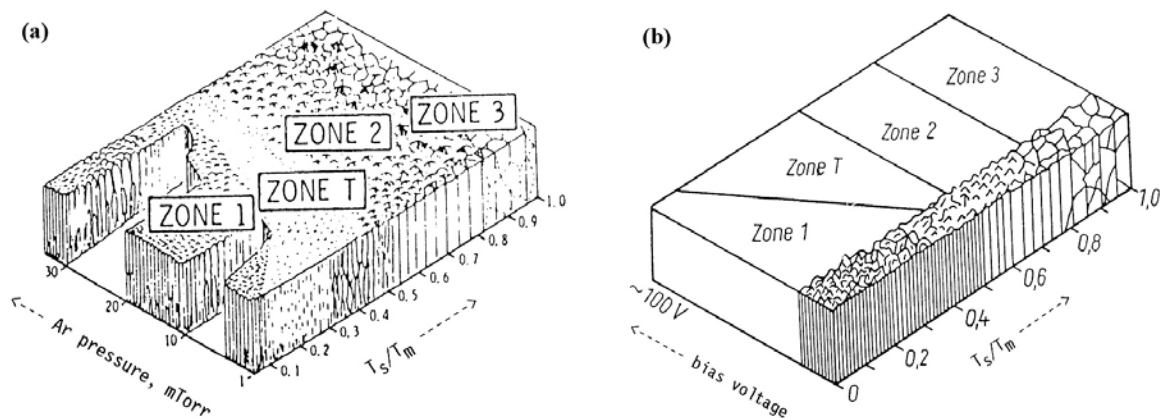 (a)
ZONE 1
ZONE T
ZONE 2
ZONE 3
30
20
10
1
Ar pressure, mTorr
0.1
0.2
0.3
0.4
0.5
0.6
0.7
0.8
0.9
1.0
Ts/Tm
(b)
Zone 3
Zone 2
Zone T
Zone 1
~100 V
bias voltage
0
0,2
0,4
0,6
0,8
1,0
Ts/Tm